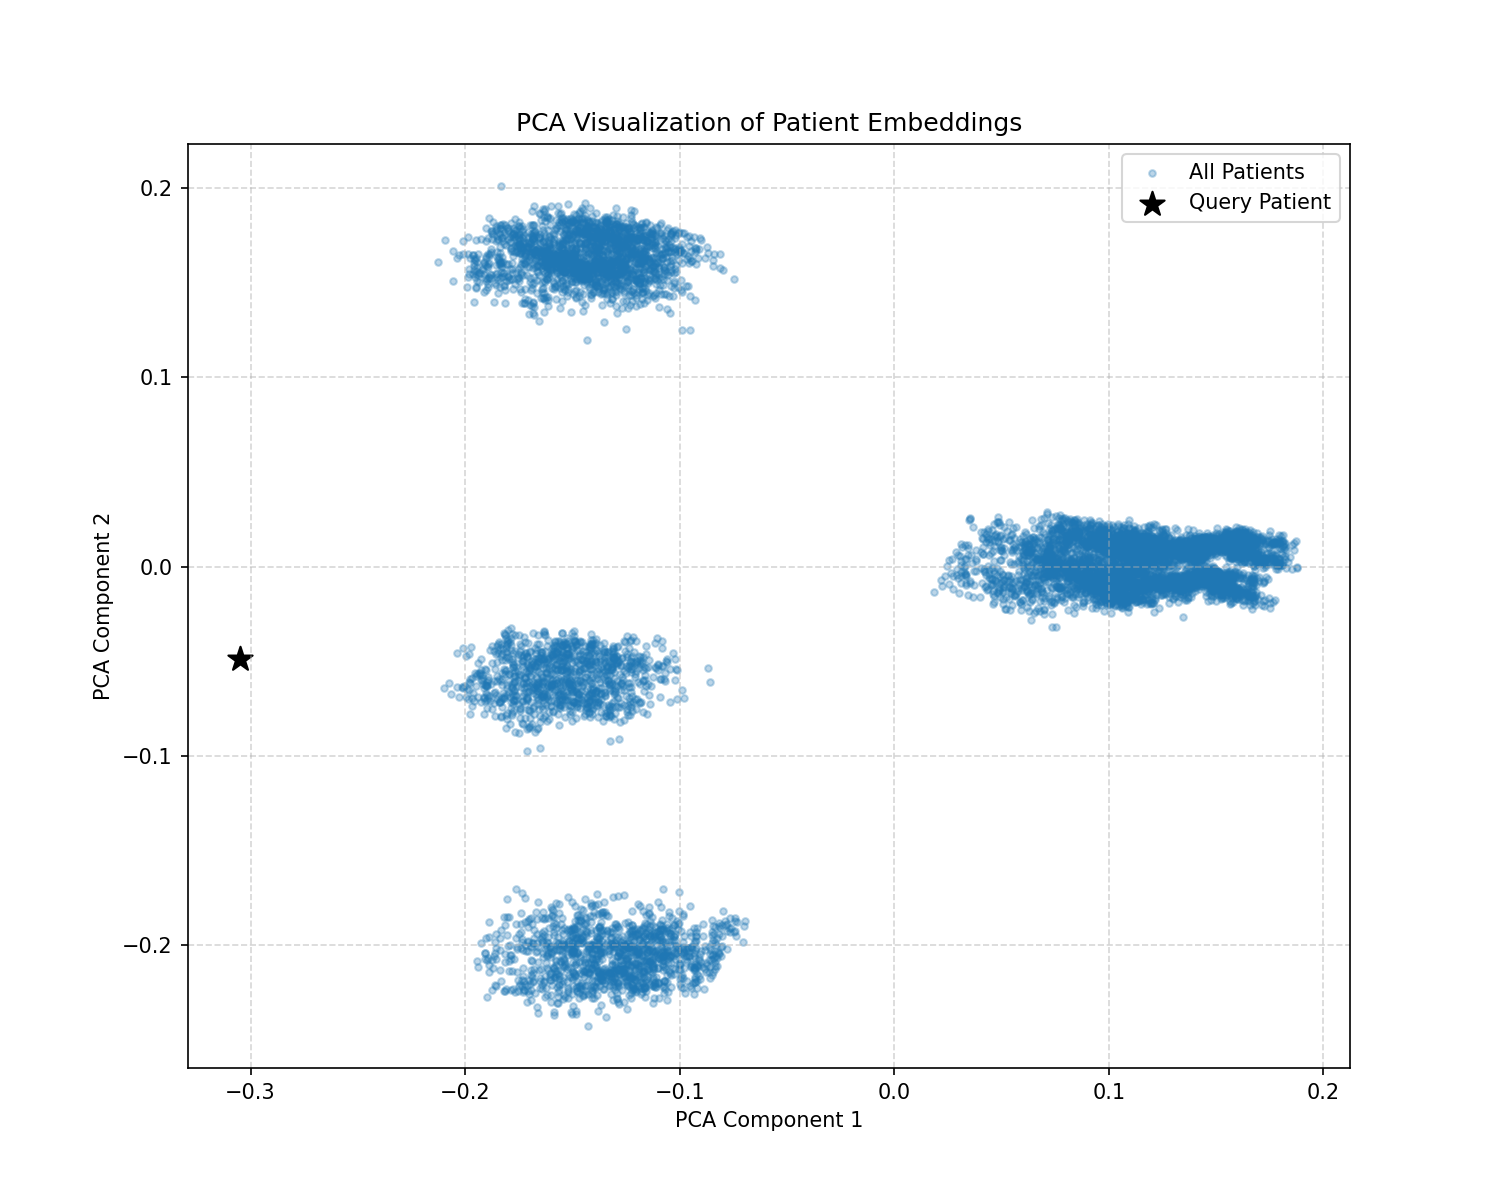 PCA Visualization of Patient Embeddings
All Patients
Query Patient
0.2
0.1
0.0
−0.1
−0.2
PCA Component 2
−0.3
−0.2
−0.1
0.0
0.1
0.2
PCA Component 1